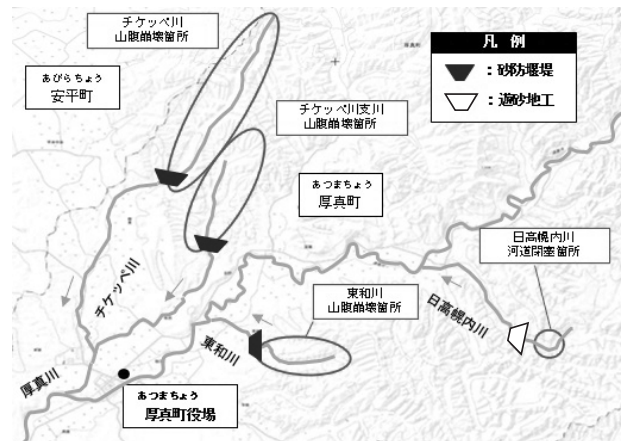 チケッペ川
山腹崩壊箇所
あびらちょう
安平町
凡 例
：砂防堰堤
：遊砂地工
チケッペ川支川
山腹崩壊箇所
あつまちょう
厚真町
日高幌内川
河道閉塞箇所
チケッペ川
東和川
山腹崩壊箇所
日高幌内川
東和川
厚真川
あつまちょう
厚真町役場